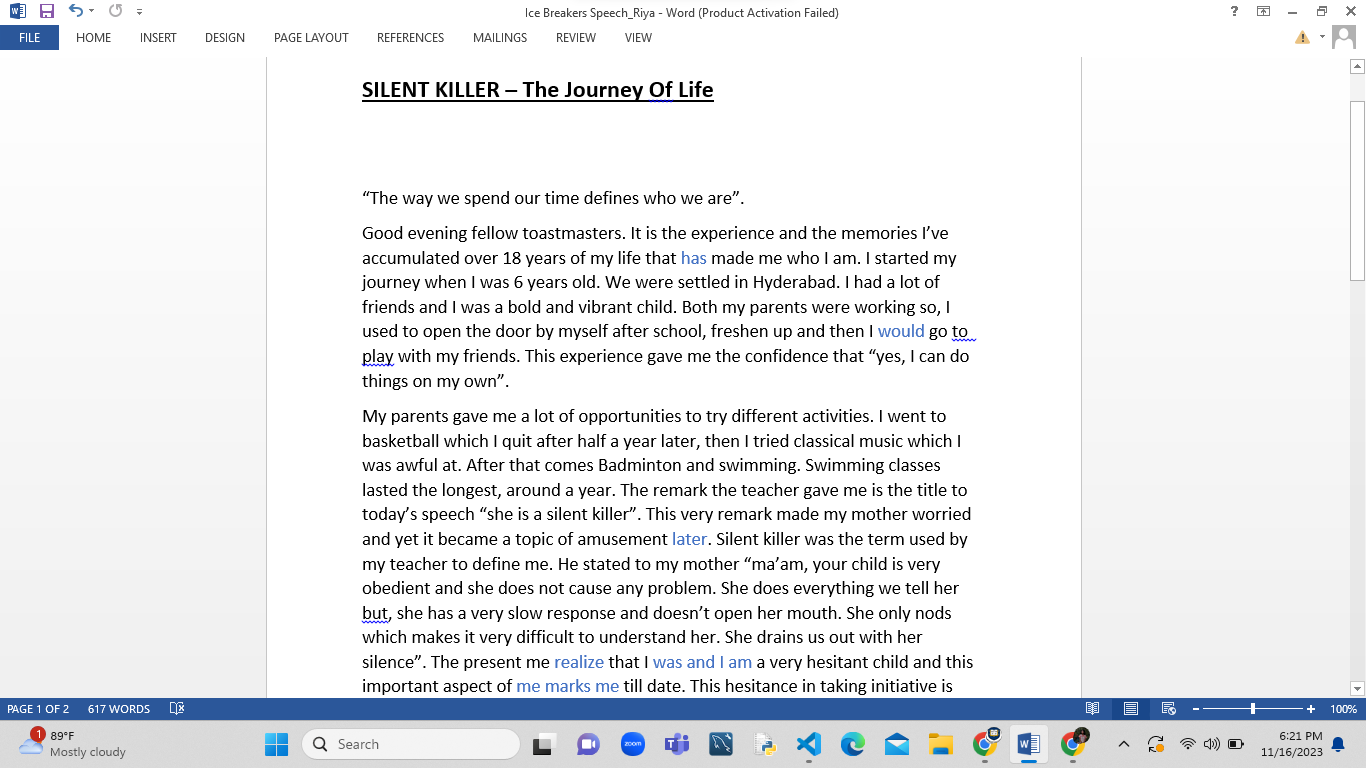 Ice Breakers Speech_Riya - Word (Product Activation Failed)
FILE HOME INSERT DESIGN PAGE LAYOUT REFERENCES MAILINGS REVIEW VIEW
SILENT KILLER – The Journey Of Life
“The way we spend our time defines who we are”.
Good evening fellow toastmasters. It is the experience and the memories I’ve
accumulated over 18 years of my life that has made me who I am. I started my
journey when I was 6 years old. We were settled in Hyderabad. I had a lot of
friends and I was a bold and vibrant child. Both my parents were working so, I
used to open the door by myself after school, freshen up and then I would go to
play with my friends. This experience gave me the confidence that “yes, I can do
things on my own”.
My parents gave me a lot of opportunities to try different activities. I went to
basketball which I quit after half a year later, then I tried classical music which I
was awful at. After that comes Badminton and swimming. Swimming classes
lasted the longest, around a year. The remark the teacher gave me is the title to
today’s speech “she is a silent killer”. This very remark made my mother worried
and yet it became a topic of amusement later. Silent killer was the term used by
my teacher to define me. He stated to my mother “ma’am, your child is very
obedient and she does not cause any problem. She does everything we tell her
but, she has a very slow response and doesn’t open her mouth. She only nods
which makes it very difficult to understand her. She drains us out with her
silence”. The present me realize that I was and I am a very hesitant child and this
important aspect of me marks me till date. This hesitance in taking initiative is
PAGE 1 OF 2 617 WORDS 100%
1
89°F
Mostly cloudy
Search
zoom
6:21 PM
11/16/2023